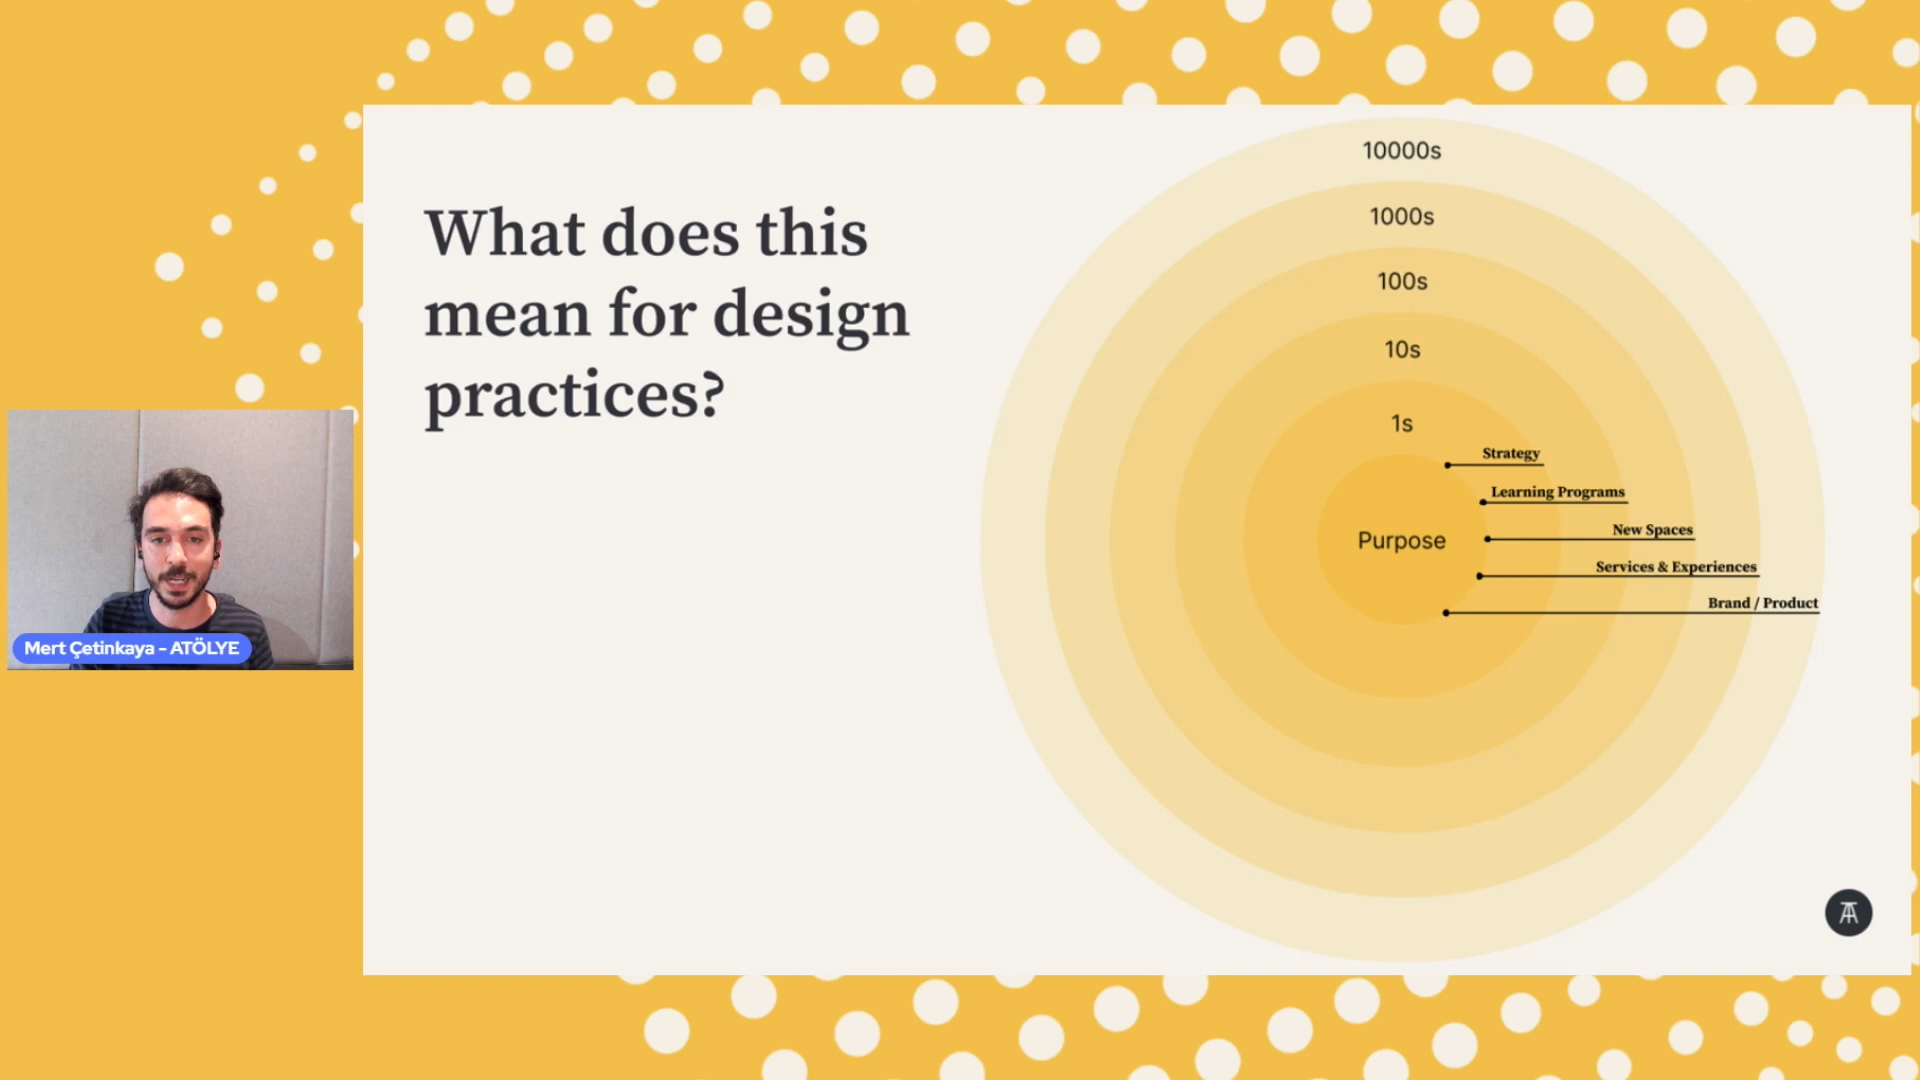 What does this
mean for design
practices?
10000s
1000s
100s
10s
1s
Strategy
Learning Programs
New Spaces
Purpose
Services & Experiences
Brand / Product
Mert Çetinkaya – ATÖLYE